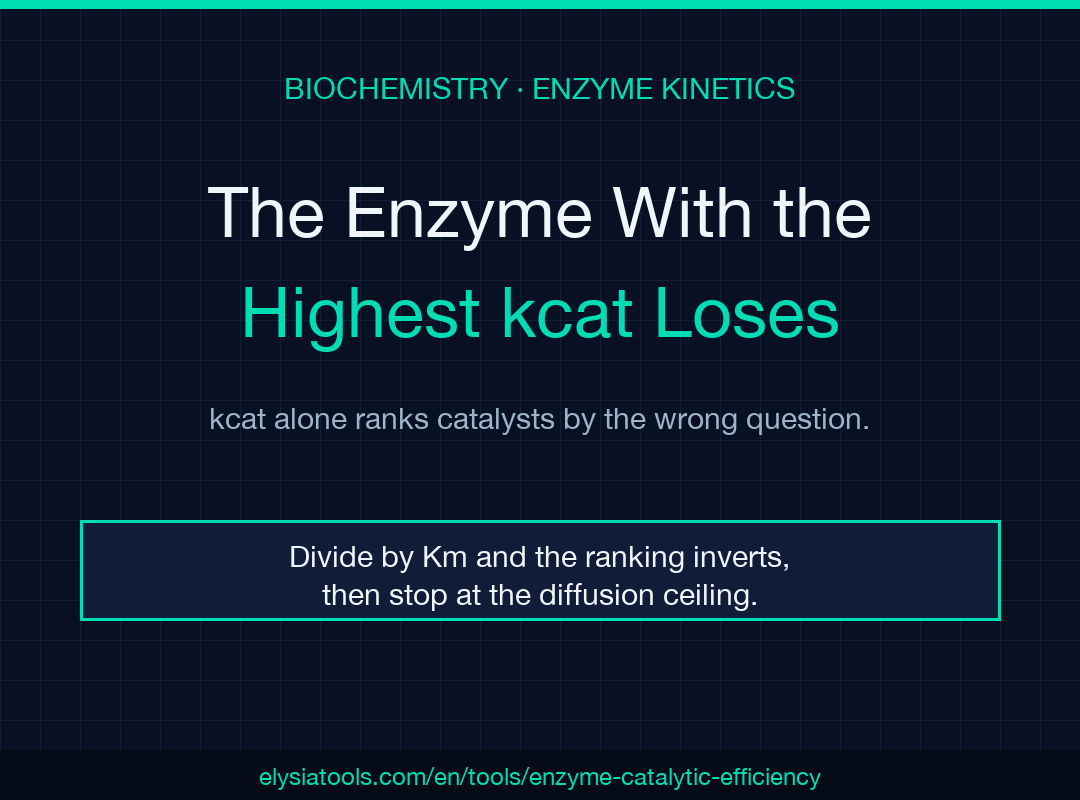 BIOCHEMISTRY · ENZYME KINETICS
The Enzyme With the
Highest kcat Loses
kcat alone ranks catalysts by the wrong question.
Divide by Km and the ranking inverts,
then stop at the diffusion ceiling.
elysiatools.com/en/tools/enzyme-catalytic-efficiency